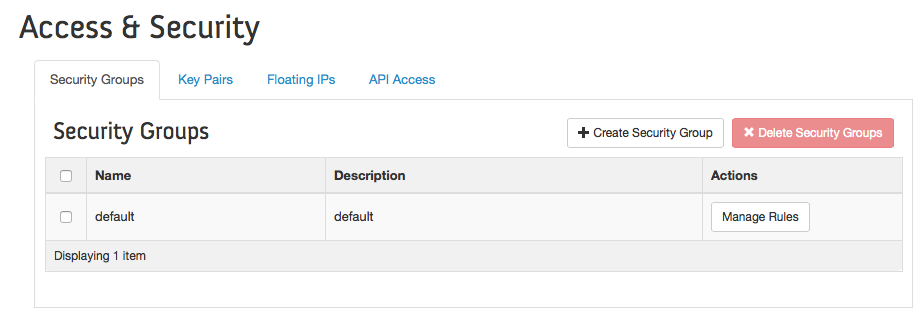 Access & Security
Security Groups Key Pairs Floating IPs API Access
Security Groups
Create Security Group Delete Security Groups
Name Description Actions
default default Manage Rules
Displaying 1 item